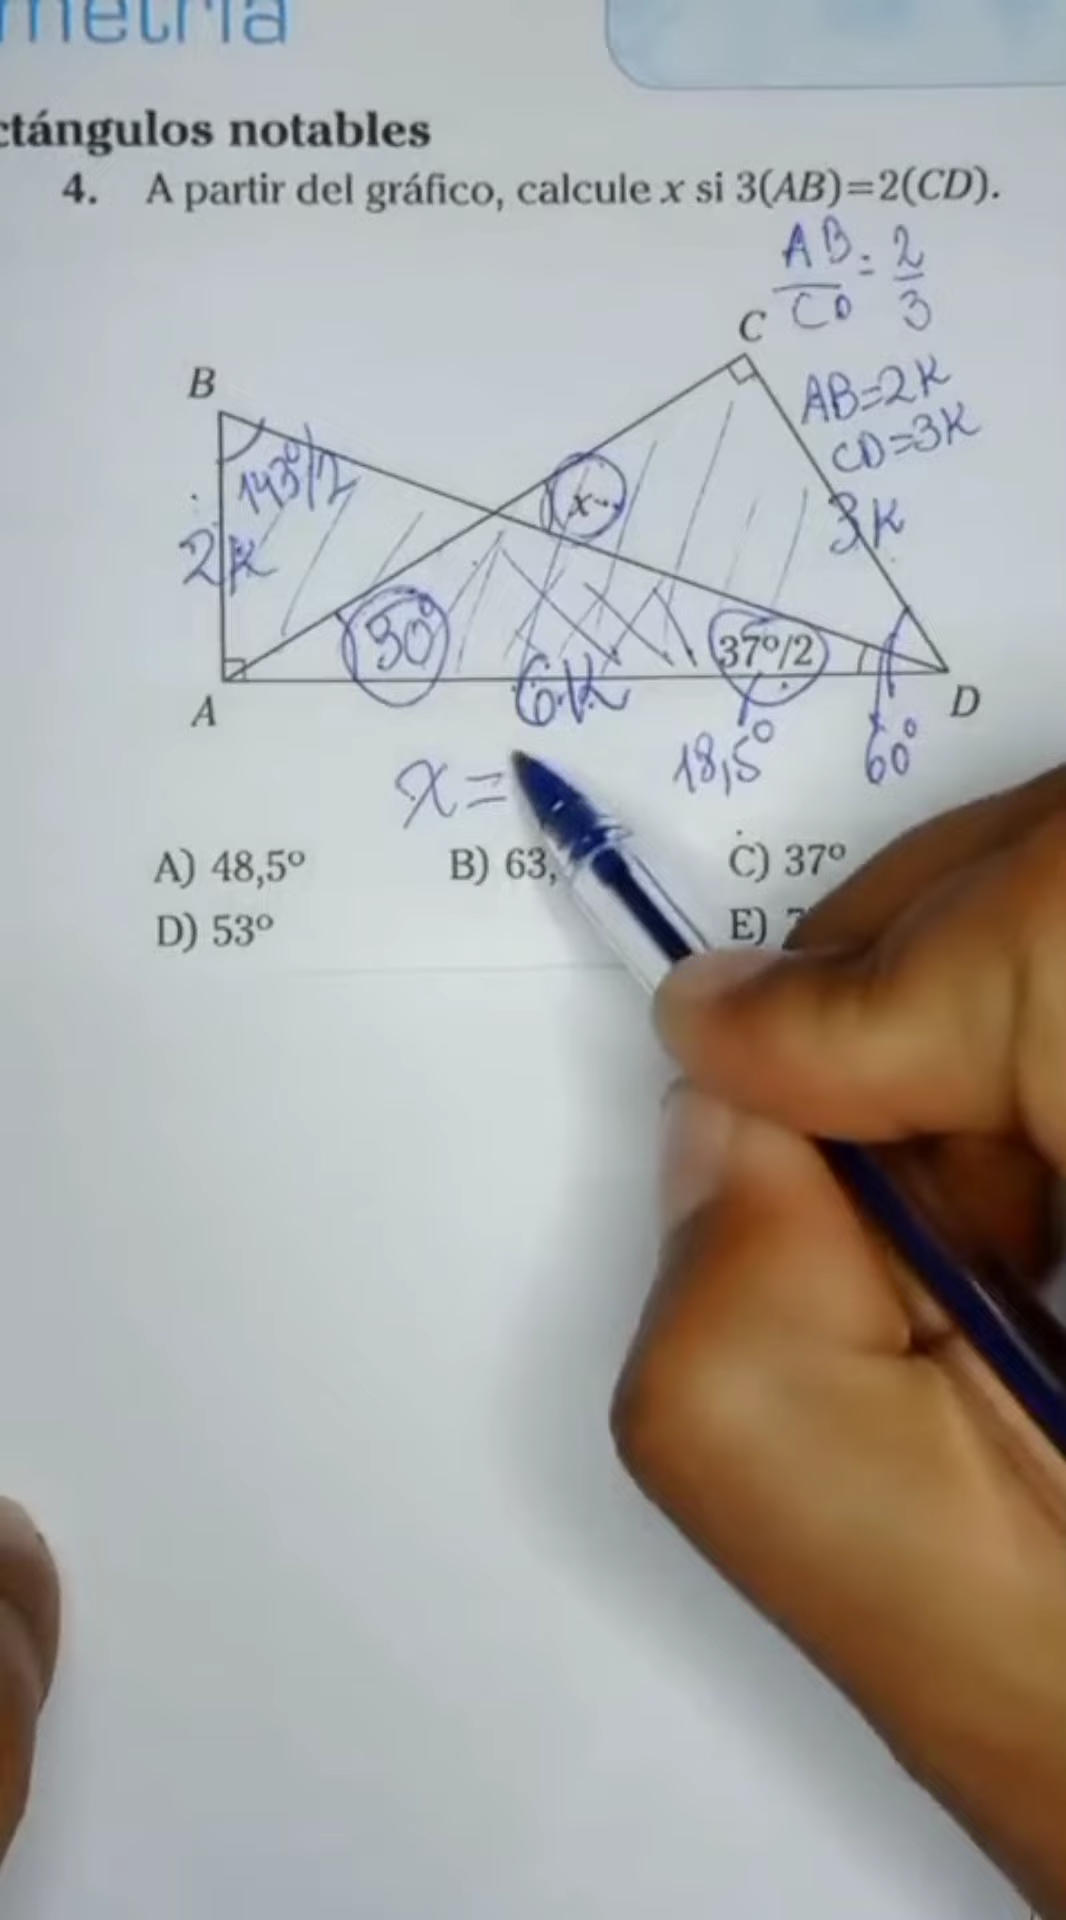 metría
ctángulos notables
4. A partir del gráfico, calcule x si 3(AB)=2(CD).
AB = 2
CD 3
C
B
AB=2K
CD=3K
143°/2
x
3K
2K
30°
37°/2
6K
A
D
18,5°
60°
x=
A) 48,5° B) 63, C) 37°
D) 53° E)